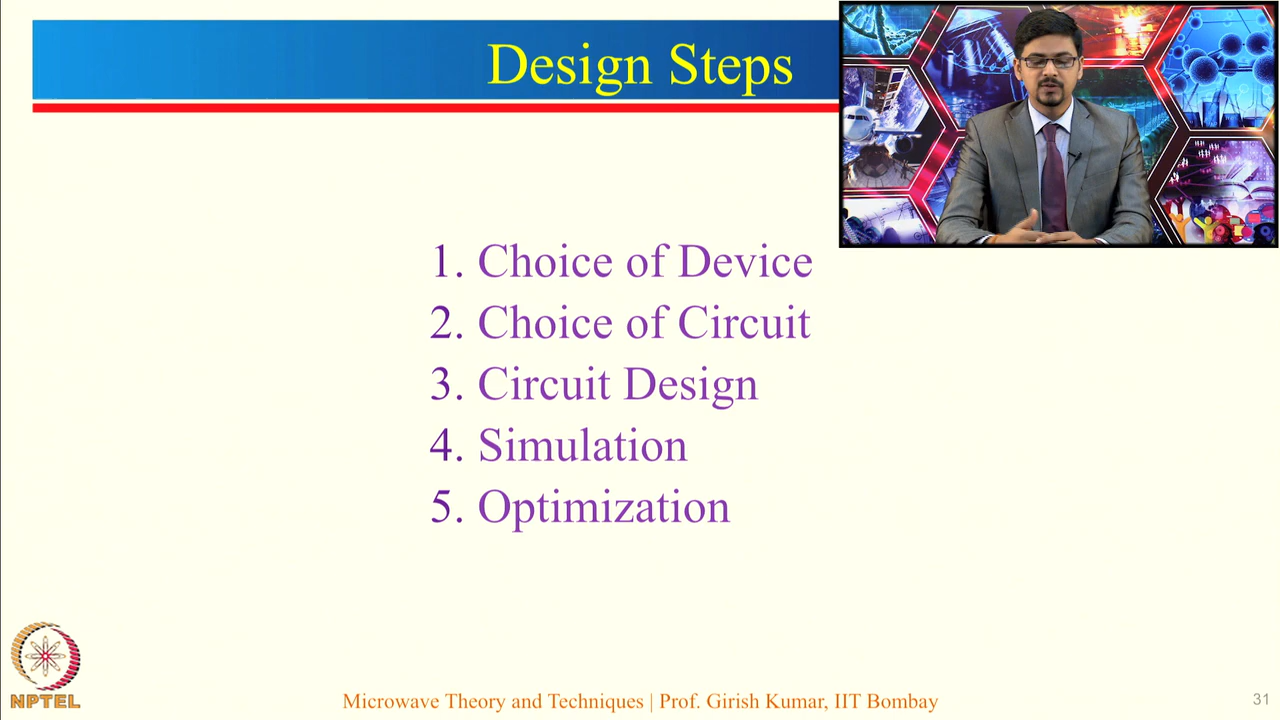 Design Steps
1. Choice of Device
2. Choice of Circuit
3. Circuit Design
4. Simulation
5. Optimization
NPTEL
Microwave Theory and Techniques | Prof. Girish Kumar, IIT Bombay
31